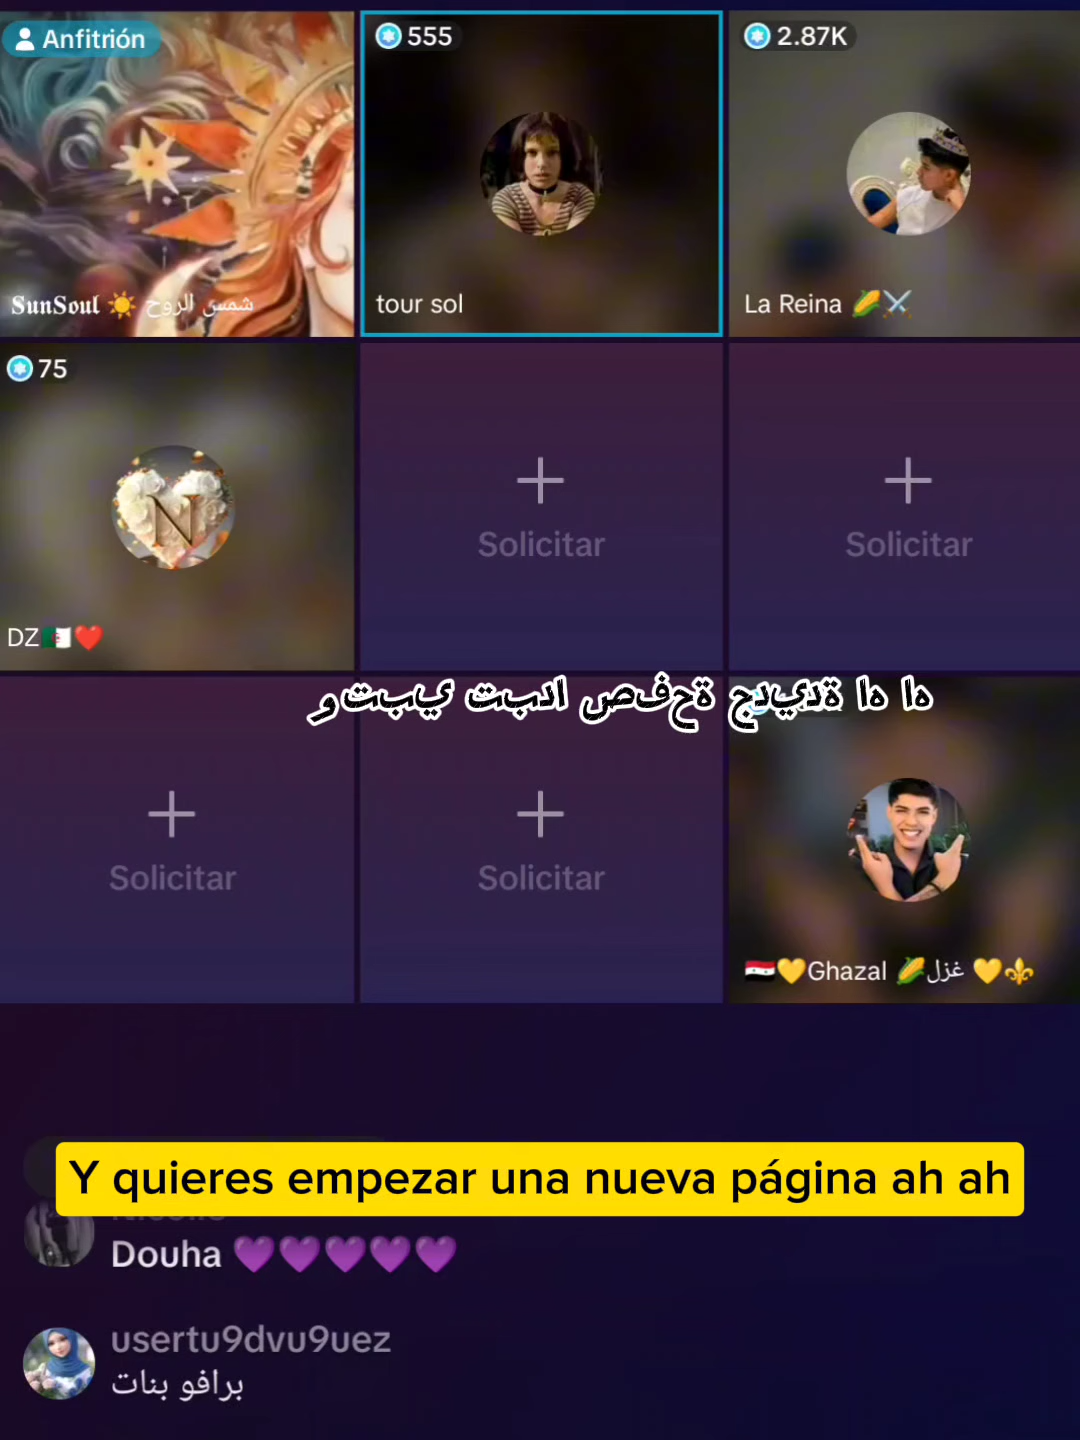 Anfitrión
𝕾𝖚𝖓𝕾𝖔𝖚𝖑 ☀️ شمس الروح
555
tour sol
2.87K
La Reina 🌽⚔️
75
DZ🇩🇿❤️
Solicitar
Solicitar
وتبي تبدا صفحة جديدة اه اه
Solicitar
Solicitar
🇸🇾💛Ghazal 🌽غزل 💛⚜️
Y quieres empezar una nueva página ah ah
Douha 💜💜💜💜💜
usertu9dvu9uez
برافو بنات